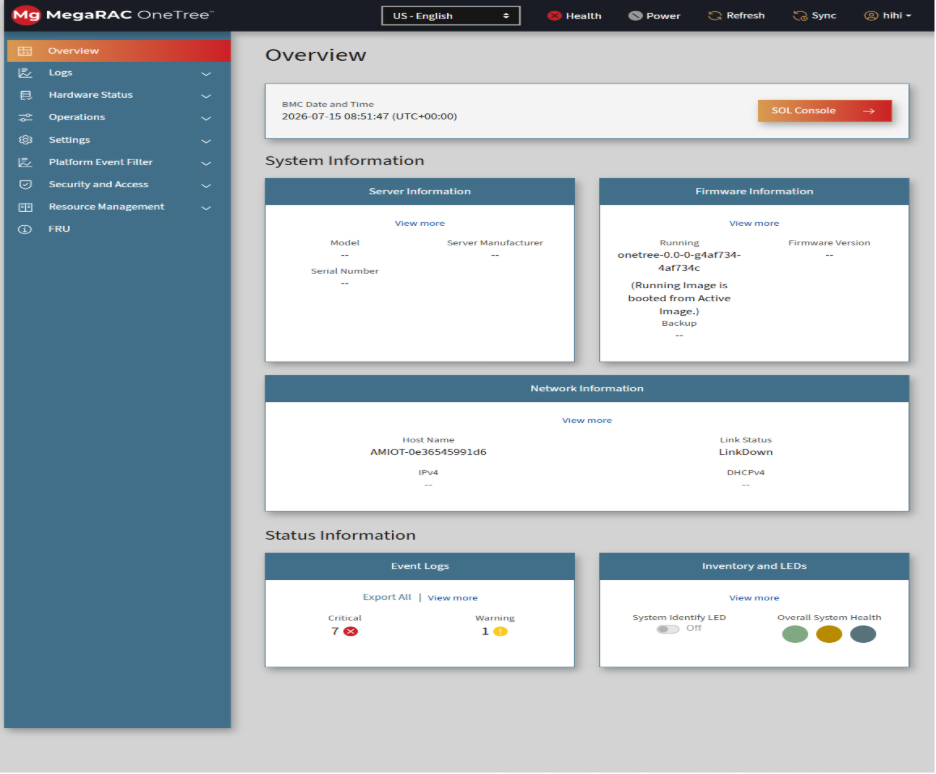 Mg MegaRAC OneTree™
US - English
Health
Power
Refresh
Sync
hihi
Overview
Logs
Hardware Status
Operations
Settings
Platform Event Filter
Security and Access
Resource Management
FRU
Overview
BMC Date and Time
2026-07-15 08:51:47 (UTC+00:00)
SOL Console →
System Information
Server Information
View more
Model
--
Server Manufacturer
--
Serial Number
--
Firmware Information
View more
Running
onetree-0.0-0-g4af734-
4af734c
(Running Image is
booted from Active
Image.)
Backup
--
Firmware Version
--
Network Information
View more
Host Name
AMIOT-0e36545991d6
Link Status
LinkDown
IPv4
--
DHCPv4
--
Status Information
Event Logs
Export All | View more
Critical
7
Warning
1
Inventory and LEDs
View more
System Identify LED
Off
Overall System Health